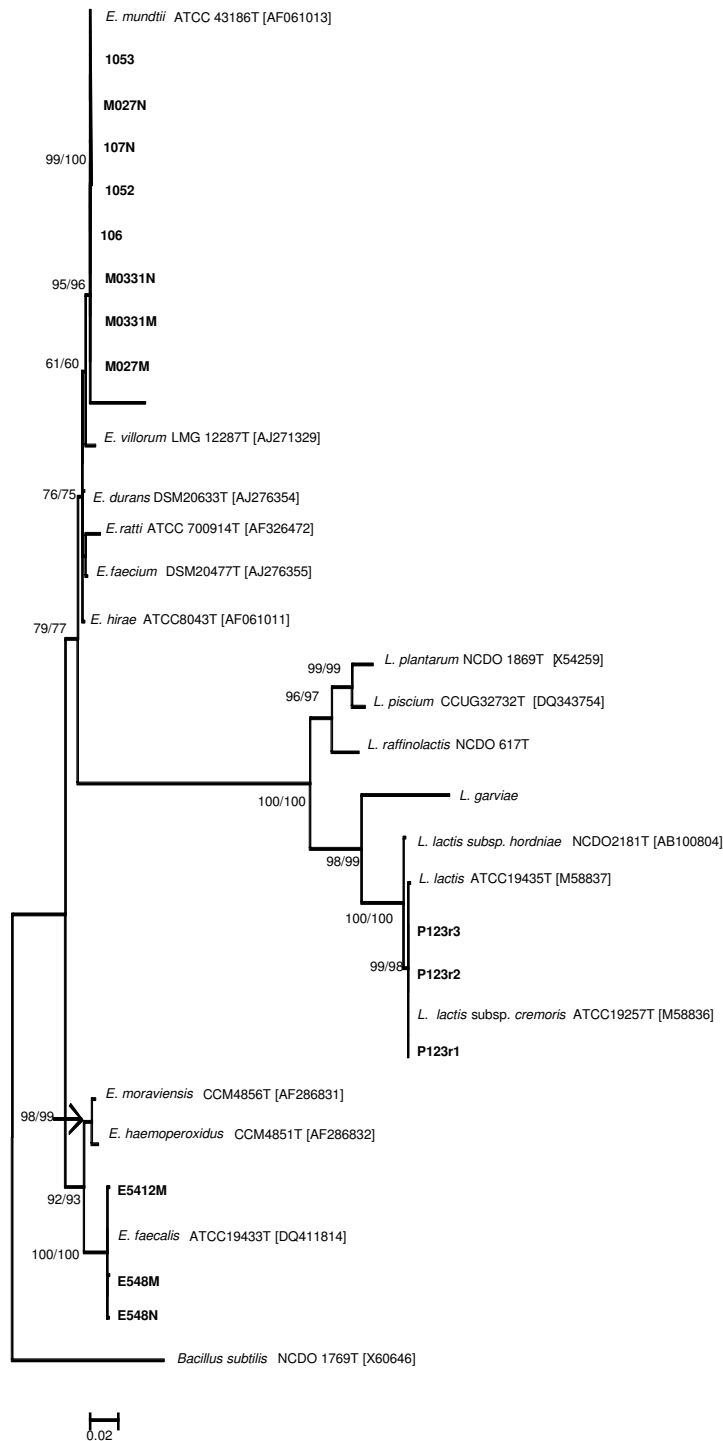 E. mundtii ATCC 43186T [AF061013]
1053
M027N
107N
99/100
1052
106
M0331N
95/96
M0331M
61/60
M027M
E. villorum LMG 12287T [AJ271329]
76/75
E. durans DSM20633T [AJ276354]
E.ratti ATCC 700914T [AF326472]
E.faecium DSM20477T [AJ276355]
E. hirae ATCC8043T [AF061011]
79/77
L. plantarum NCDO 1869T [X54259]
99/99
96/97
L. piscium CCUG32732T [DQ343754]
L. raffinolactis NCDO 617T
100/100
L. garviae
L. lactis subsp. hordniae NCDO2181T [AB100804]
98/99
L. lactis ATCC19435T [M58837]
100/100
P123r3
99/98
P123r2
L. lactis subsp. cremoris ATCC19257T [M58836]
P123r1
E. moraviensis CCM4856T [AF286831]
98/99
E. haemoperoxidus CCM4851T [AF286832]
92/93
E5412M
E. faecalis ATCC19433T [DQ411814]
100/100
E548M
E548N
Bacillus subtilis NCDO 1769T [X60646]
0.02